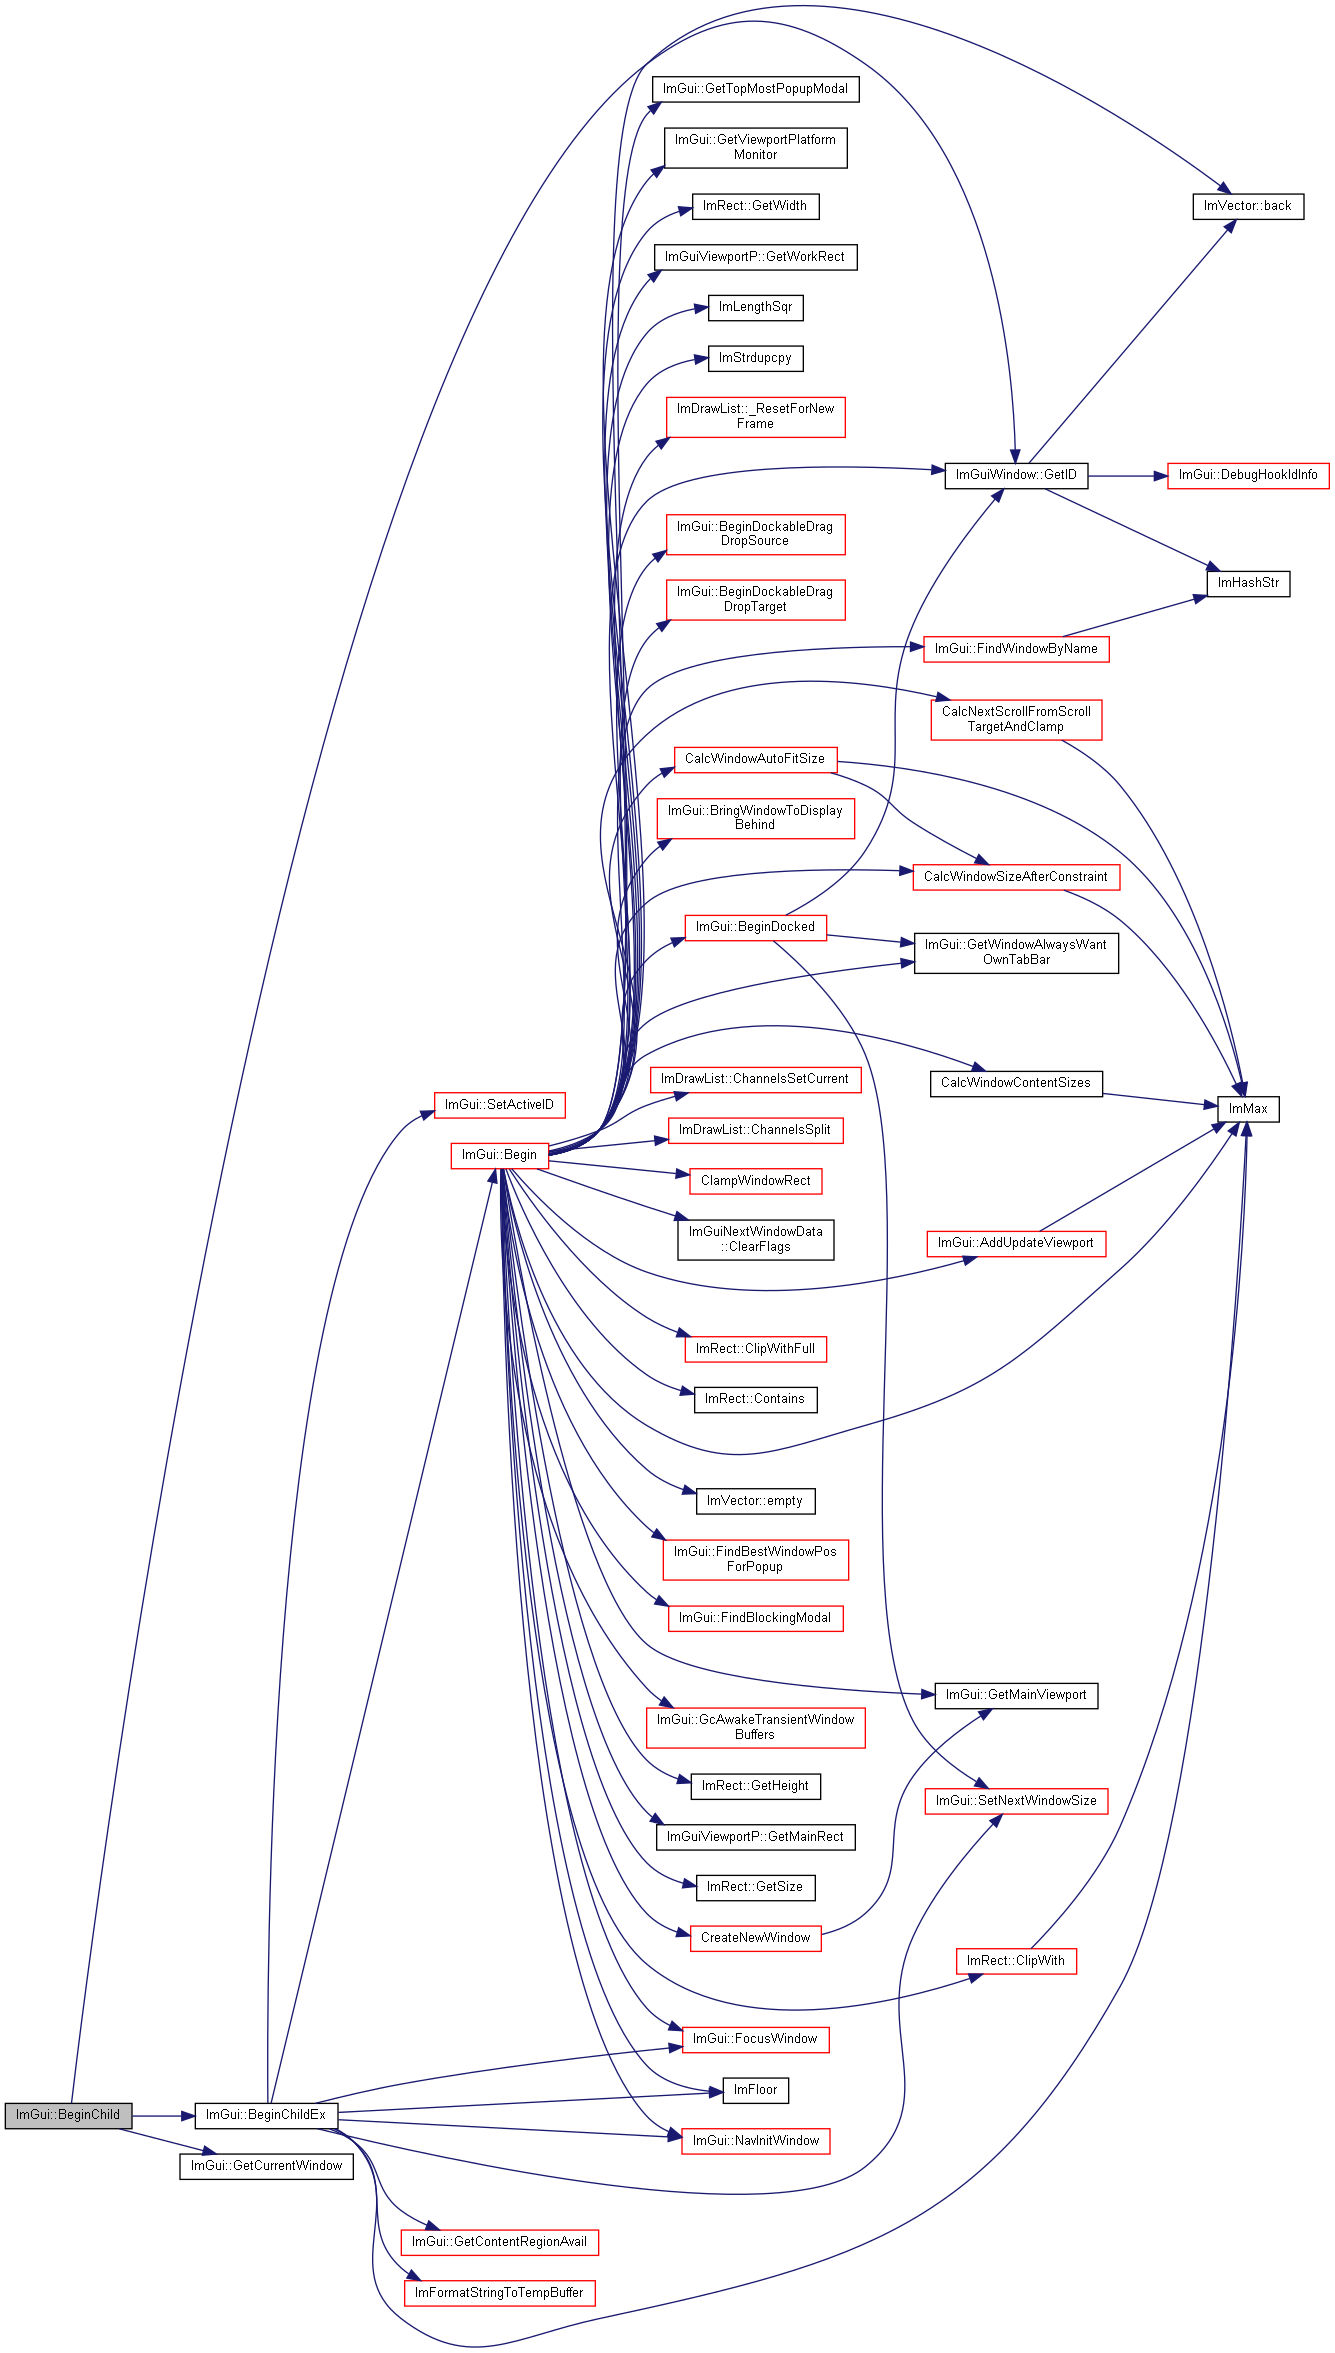 ImGui::GetTopMostPopupModal
ImGui::GetViewportPlatform
Monitor
ImRect::GetWidth
ImVector::back
ImGuiViewportP::GetWorkRect
ImLengthSqr
ImStrdupcpy
ImDrawList::_ResetForNew
Frame
ImGuiWindow::GetID
ImGui::DebugHookIdInfo
ImGui::BeginDockableDrag
DropSource
ImHashStr
ImGui::BeginDockableDrag
DropTarget
ImGui::FindWindowByName
CalcNextScrollFromScroll
TargetAndClamp
CalcWindowAutoFitSize
ImGui::BringWindowToDisplay
Behind
CalcWindowSizeAfterConstraint
ImGui::BeginDocked
ImGui::GetWindowAlwaysWant
OwnTabBar
ImDrawList::ChannelsSetCurrent
CalcWindowContentSizes
ImGui::SetActiveID
ImMax
ImDrawList::ChannelsSplit
ImGui::Begin
ClampWindowRect
ImGuiNextWindowData
::ClearFlags
ImGui::AddUpdateViewport
ImRect::ClipWithFull
ImRect::Contains
ImVector::empty
ImGui::FindBestWindowPos
ForPopup
ImGui::FindBlockingModal
ImGui::GetMainViewport
ImGui::GcAwakeTransientWindow
Buffers
ImRect::GetHeight
ImGui::SetNextWindowSize
ImGuiViewportP::GetMainRect
ImRect::GetSize
CreateNewWindow
ImRect::ClipWith
ImGui::FocusWindow
ImFloor
ImGui::BeginChild
ImGui::BeginChildEx
ImGui::NavInitWindow
ImGui::GetCurrentWindow
ImGui::GetContentRegionAvail
ImFormatStringToTempBuffer